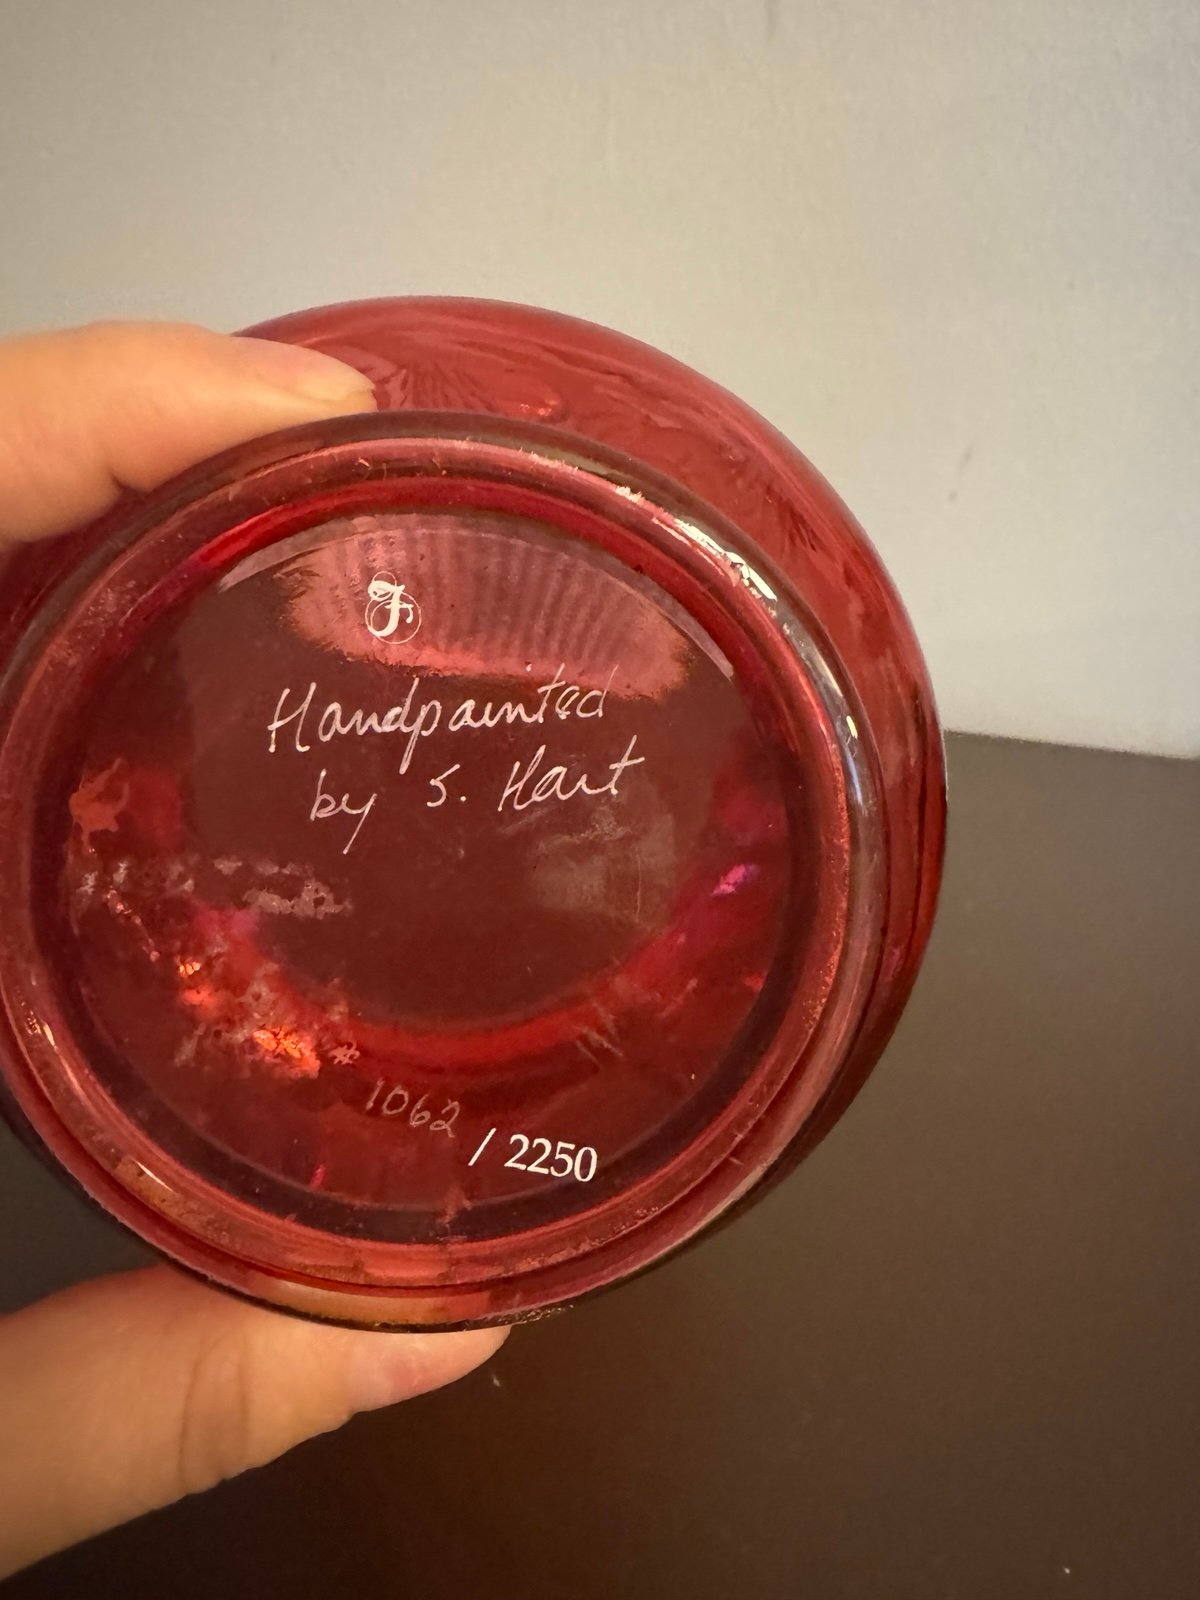 F
Handpainted
by S. Hart
# 1062 / 2250